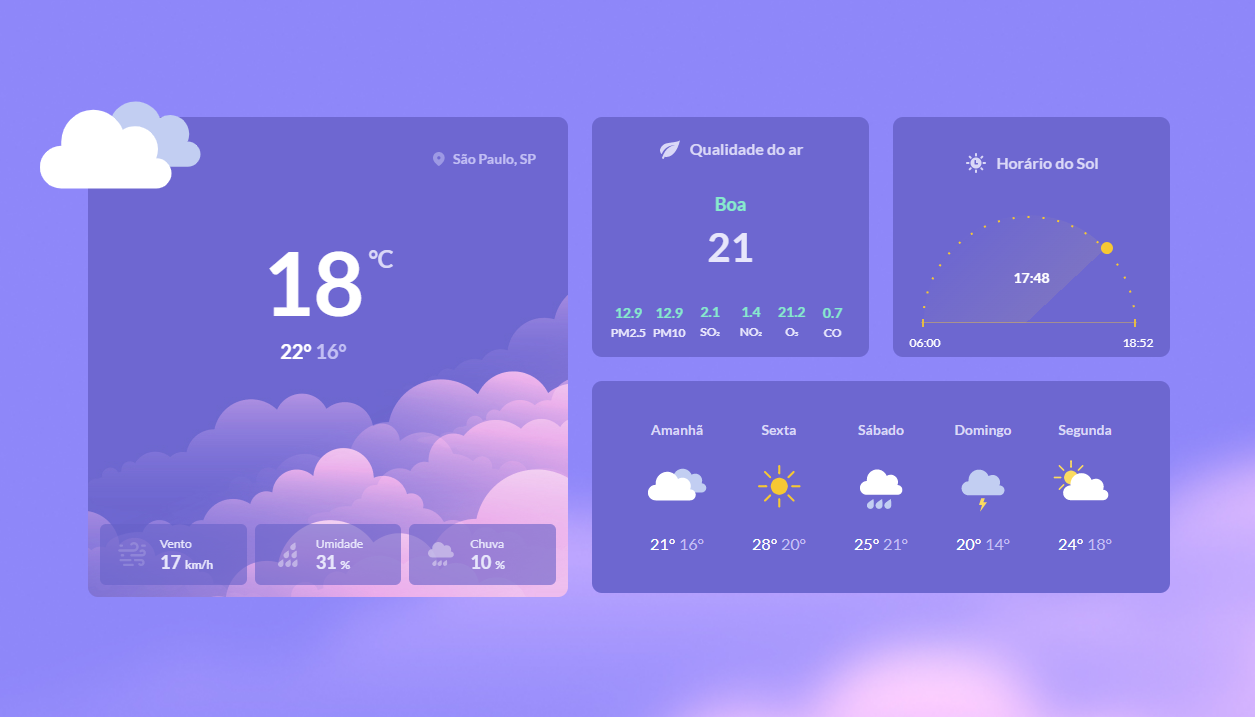 São Paulo, SP
18 °C
22° 16°
Vento
17 km/h
Umidade
31 %
Chuva
10 %
Qualidade do ar
Boa
21
12.9 12.9 2.1 1.4 21.2 0.7
PM2.5 PM10 SO₂ NO₂ O₃ CO
Horário do Sol
17:48
06:00 18:52
Amanhã Sexta Sábado Domingo Segunda
21° 16° 28° 20° 25° 21° 20° 14° 24° 18°